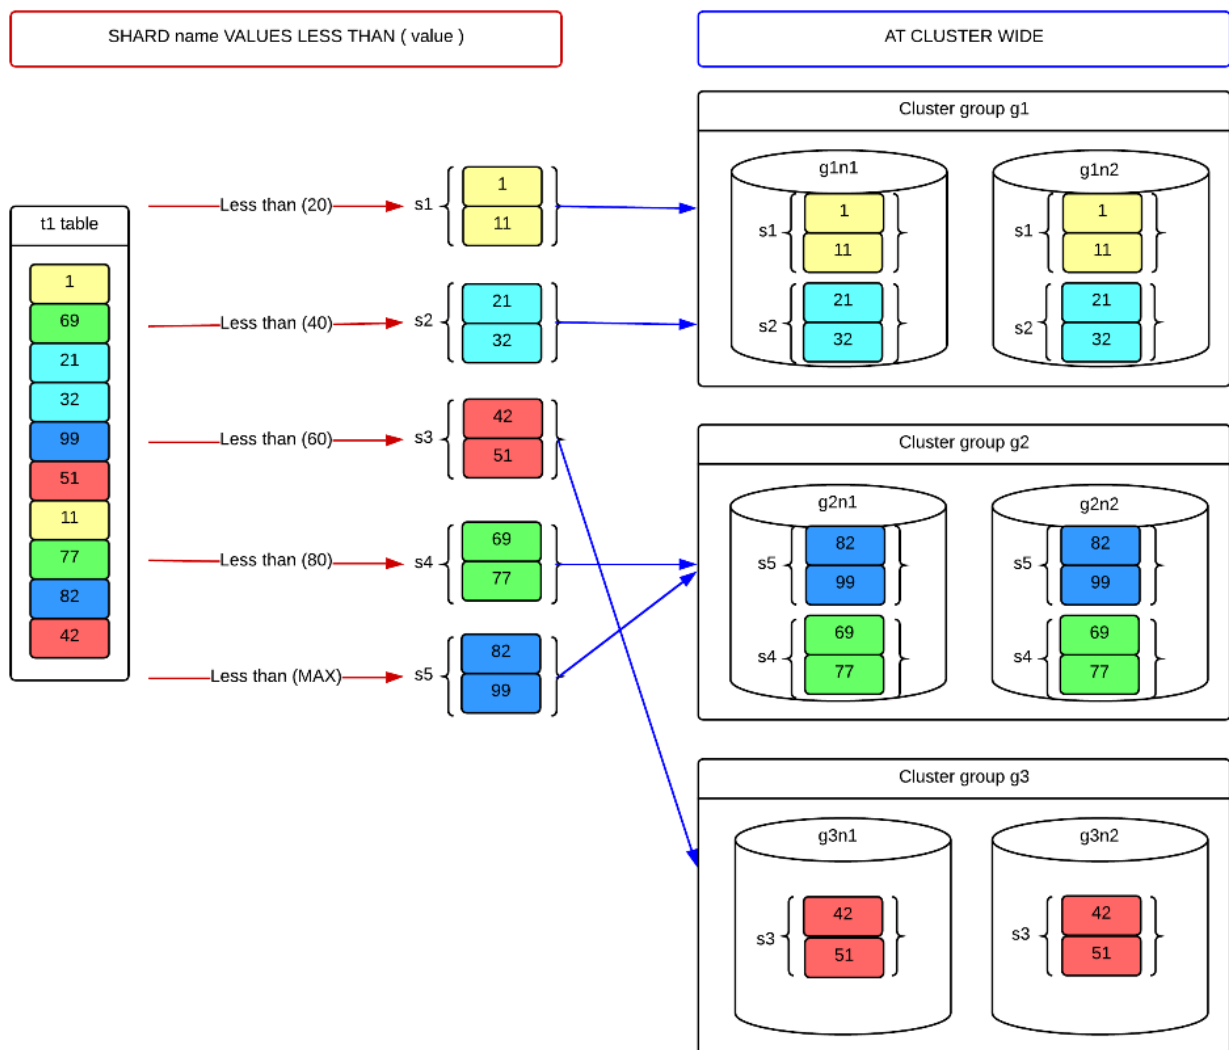 SHARD name VALUES LESS THAN ( value )
AT CLUSTER WIDE
t1 table
1
69
21
32
99
51
11
77
82
42
Less than (20)
s1
1
11
Less than (40)
s2
21
32
Less than (60)
s3
42
51
Less than (80)
s4
69
77
Less than (MAX)
s5
82
99
Cluster group g1
g1n1
s1
1
11
s2
21
32
g1n2
s1
1
11
s2
21
32
Cluster group g2
g2n1
s5
82
99
s4
69
77
g2n2
s5
82
99
s4
69
77
Cluster group g3
g3n1
s3
42
51
g3n2
s3
42
51